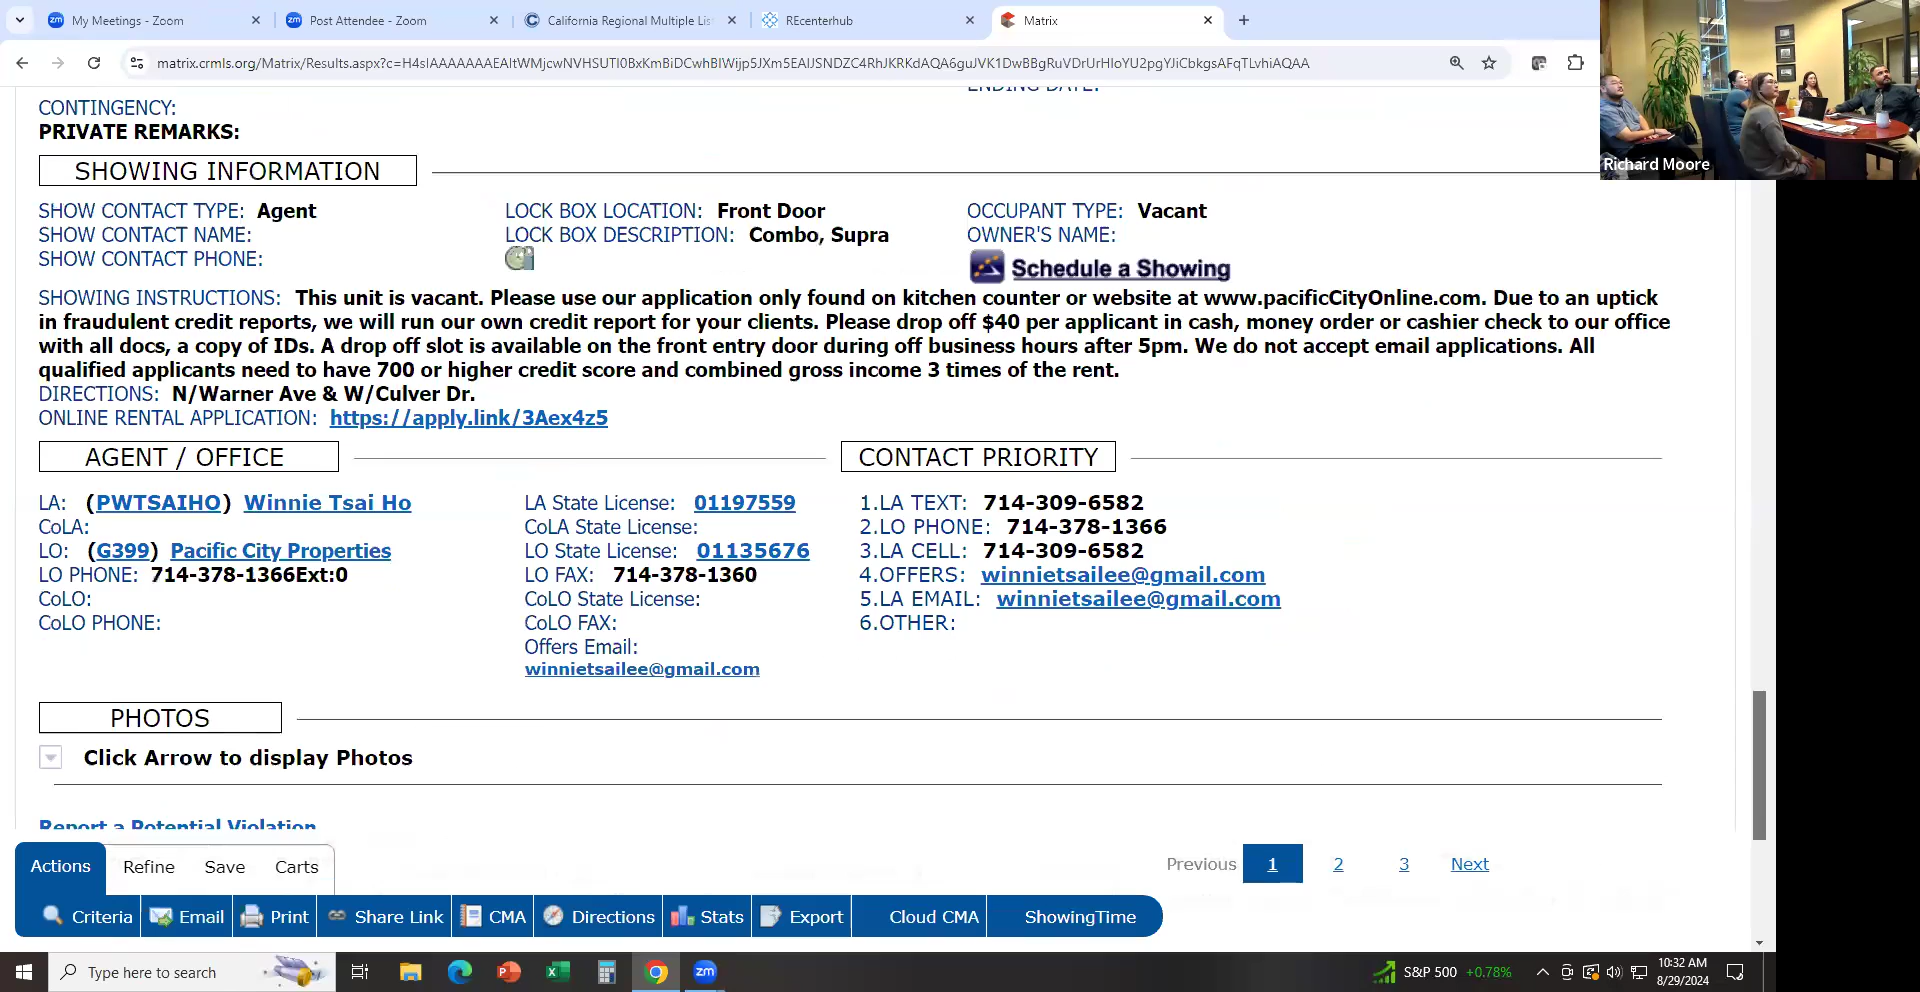 My Meetings - Zoom
Post Attendee - Zoom
California Regional Multiple Lis
REcenterhub
Matrix
matrix.crmls.org/Matrix/Results.aspx?c=
CONTINGENCY:
ENDING DATE:
PRIVATE REMARKS:
Richard Moore
SHOWING INFORMATION
SHOW CONTACT TYPE: Agent
LOCK BOX LOCATION: Front Door
OCCUPANT TYPE: Vacant
SHOW CONTACT NAME:
LOCK BOX DESCRIPTION: Combo, Supra
OWNER'S NAME:
SHOW CONTACT PHONE:
Schedule a Showing
SHOWING INSTRUCTIONS: This unit is vacant. Please use our application only found on kitchen counter or website at www.pacificCityOnline.com. Due to an uptick
in fraudulent credit reports, we will run our own credit report for your clients. Please drop off $40 per applicant in cash, money order or cashier check to our office
with all docs, a copy of IDs. A drop off slot is available on the front entry door during off business hours after 5pm. We do not accept email applications. All
qualified applicants need to have 700 or higher credit score and combined gross income 3 times of the rent.
DIRECTIONS: N/Warner Ave & W/Culver Dr.
ONLINE RENTAL APPLICATION: https://apply.link/3Aex4z5
AGENT / OFFICE
CONTACT PRIORITY
LA: (PWTSAIHO) Winnie Tsai Ho
LA State License: 01197559
1.LA TEXT: 714-309-6582
CoLA:
CoLA State License:
2.LO PHONE: 714-378-1366
LO: (G399) Pacific City Properties
LO State License: 01135676
3.LA CELL: 714-309-6582
LO PHONE: 714-378-1366Ext:0
LO FAX: 714-378-1360
4.OFFERS: winnietsailee@gmail.com
CoLO:
CoLO State License:
5.LA EMAIL: winnietsailee@gmail.com
CoLO PHONE:
CoLO FAX:
6.OTHER:
Offers Email:
winnietsailee@gmail.com
PHOTOS
Click Arrow to display Photos
Report a Potential Violation
Actions Refine Save Carts
Previous 1 2 3 Next
Criteria Email Print Share Link CMA Directions Stats Export Cloud CMA ShowingTime
Type here to search
S&P 500 +0.78%
10:32 AM
8/29/2024